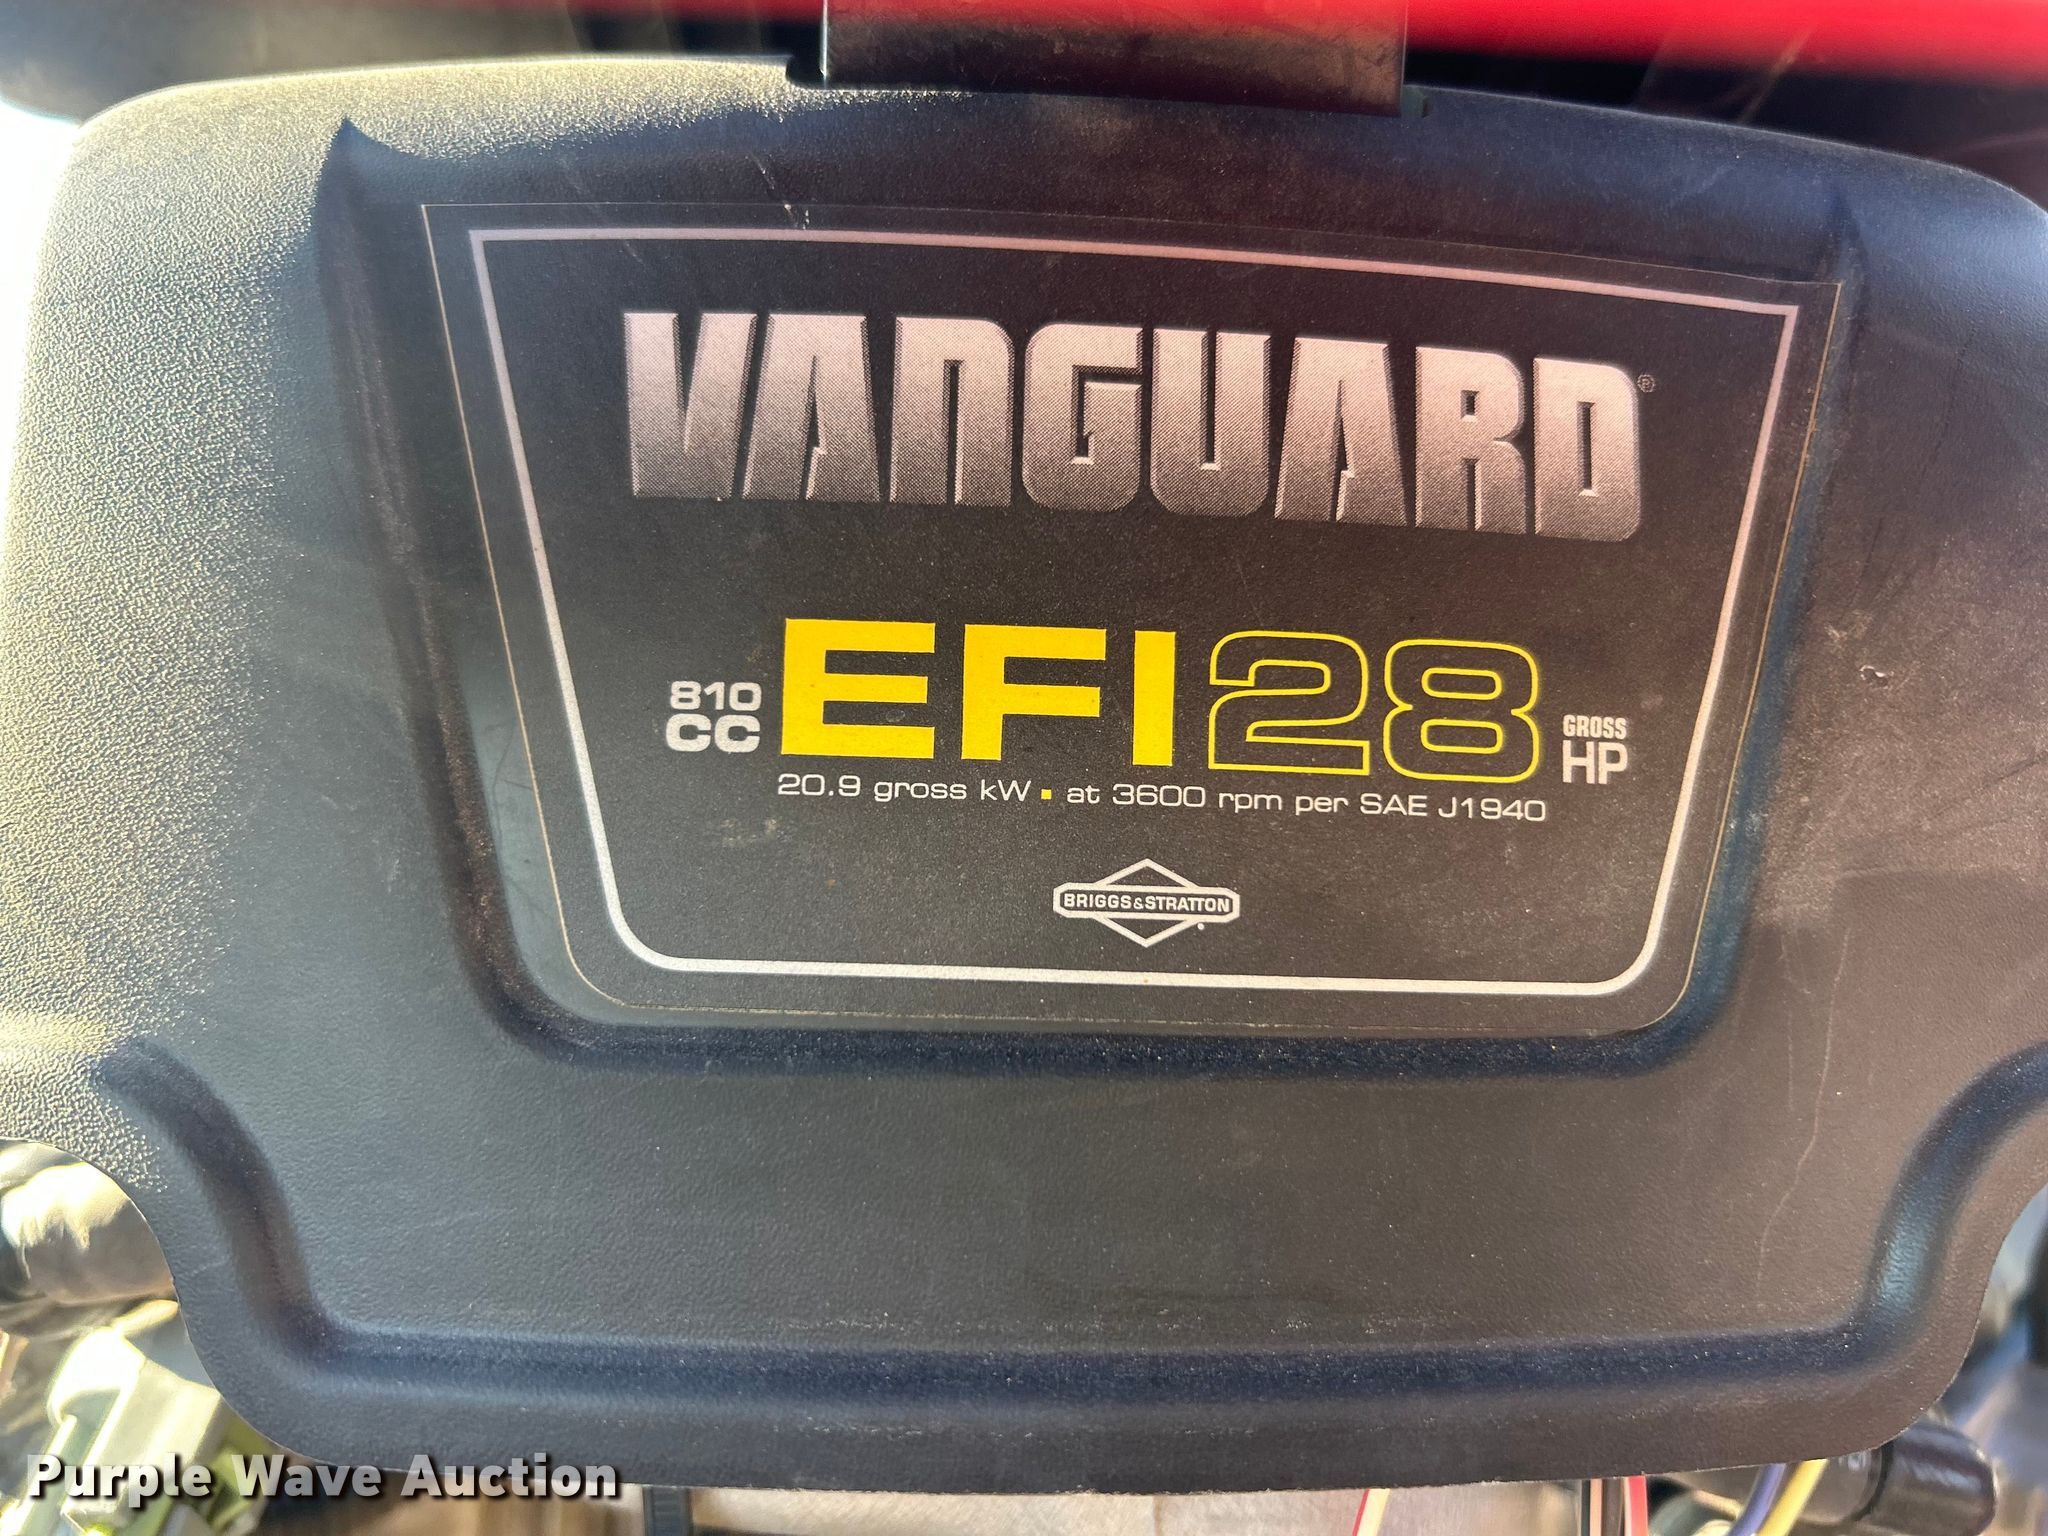 VANGUARD®
810
CC
EFI 28
GROSS
HP
20.9 gross kW ▪ at 3600 rpm per SAE J1940
BRIGGS&STRATTON
Purple Wave Auction